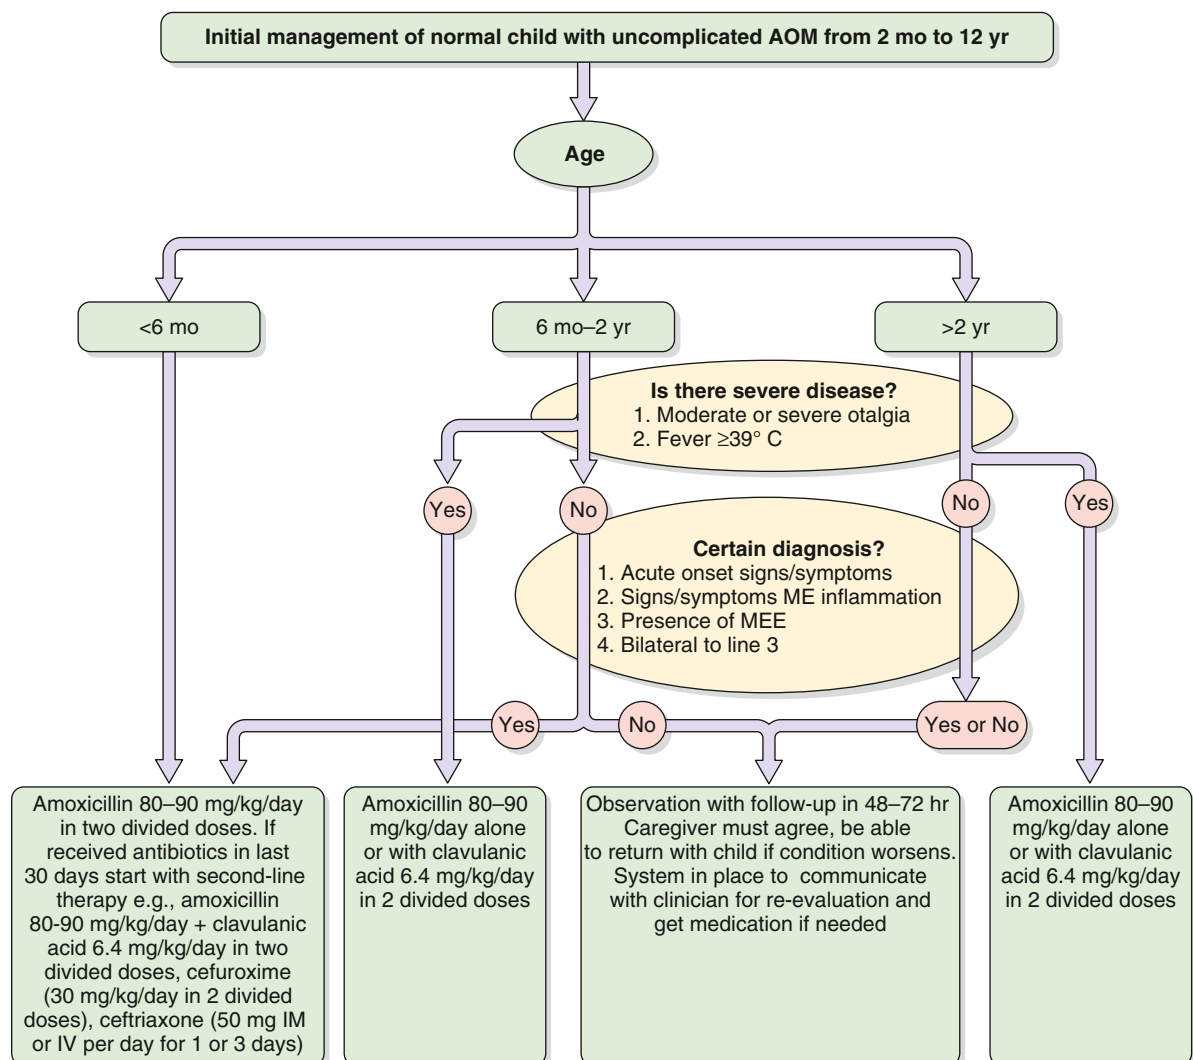 Initial management of normal child with uncomplicated AOM from 2 mo to 12 yr
Age
<6 mo
6 mo–2 yr
>2 yr
Is there severe disease?
1. Moderate or severe otalgia
2. Fever ≥39° C
Yes
No
No
Yes
Certain diagnosis?
1. Acute onset signs/symptoms
2. Signs/symptoms ME inflammation
3. Presence of MEE
4. Bilateral to line 3
Yes
No
Yes or No
Amoxicillin 80–90 mg/kg/day
in two divided doses. If
received antibiotics in last
30 days start with second-line
therapy e.g., amoxicillin
80-90 mg/kg/day + clavulanic
acid 6.4 mg/kg/day in two
divided doses, cefuroxime
(30 mg/kg/day in 2 divided
doses), ceftriaxone (50 mg IM
or IV per day for 1 or 3 days)
Amoxicillin 80–90
mg/kg/day alone
or with clavulanic
acid 6.4 mg/kg/day
in 2 divided doses
Observation with follow-up in 48–72 hr
Caregiver must agree, be able
to return with child if condition worsens.
System in place to communicate
with clinician for re-evaluation and
get medication if needed
Amoxicillin 80–90
mg/kg/day alone
or with clavulanic
acid 6.4 mg/kg/day
in 2 divided doses